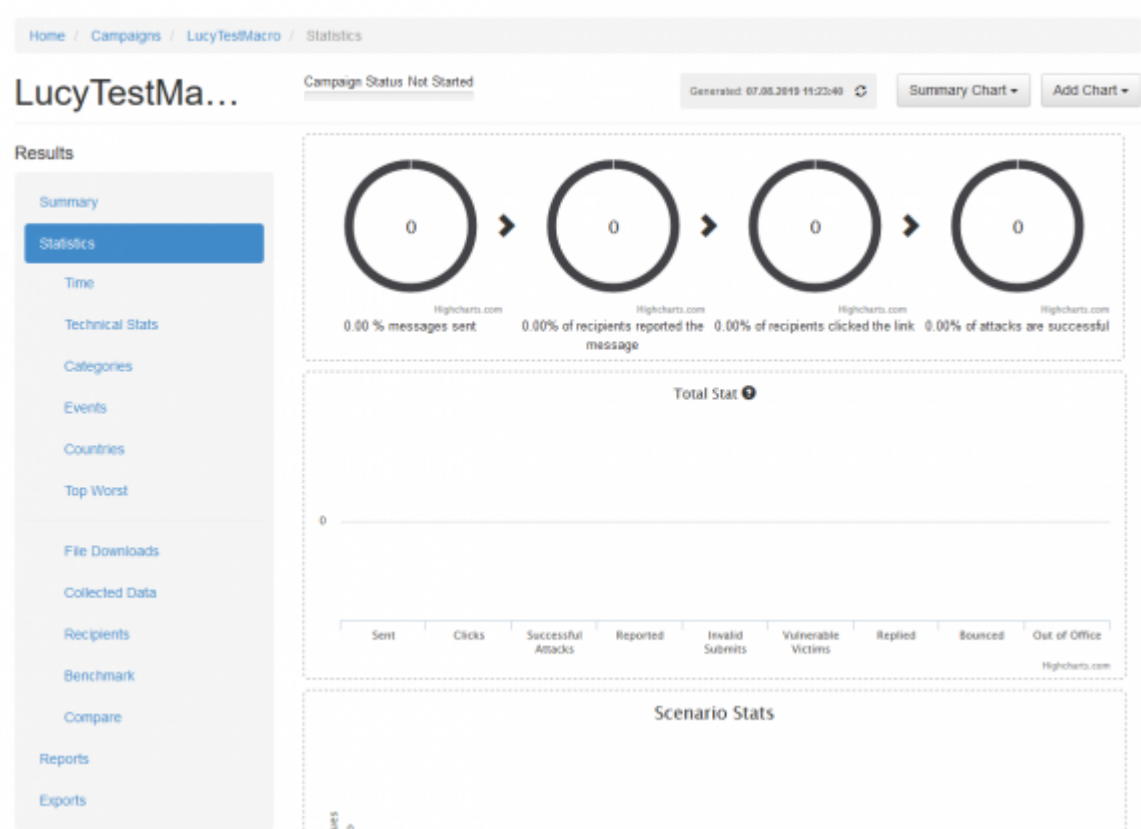 Home / Campaigns / LucyTestMacro / Statistics
LucyTestMa...
Campaign Status Not Started
Generated: 07.08.2019 11:23:40
Summary Chart
Add Chart
Results
Summary
Statistics
Time
Technical Stats
Categories
Events
Countries
Top Worst
File Downloads
Collected Data
Recipients
Benchmark
Compare
Reports
Exports
0
0
0
0
Highcharts.com
Highcharts.com
Highcharts.com
Highcharts.com
0.00 % messages sent
0.00% of recipients reported the
message
0.00% of recipients clicked the link
0.00% of attacks are successful
Total Stat
0
Sent
Clicks
Successful
Attacks
Reported
Invalid
Submits
Vulnerable
Victims
Replied
Bounced
Out of Office
Highcharts.com
Scenario Stats